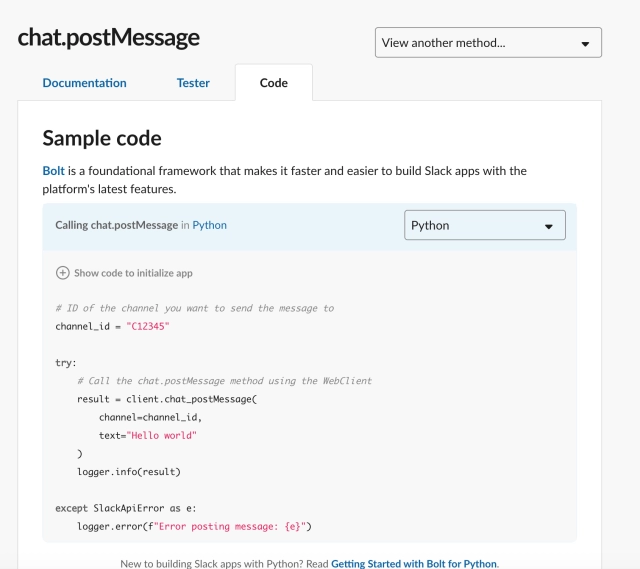 chat.postMessage
View another method...
Documentation
Tester
Code
Sample code
Bolt is a foundational framework that makes it faster and easier to build Slack apps with the
platform's latest features.
Calling chat.postMessage in Python
Python
Show code to initialize app
# ID of the channel you want to send the message to
channel_id = "C12345"
try:
    # Call the chat.postMessage method using the WebClient
    result = client.chat_postMessage(
        channel=channel_id,
        text="Hello world"
    )
    logger.info(result)
except SlackApiError as e:
    logger.error(f"Error posting message: {e}")
New to building Slack apps with Python? Read Getting Started with Bolt for Python.